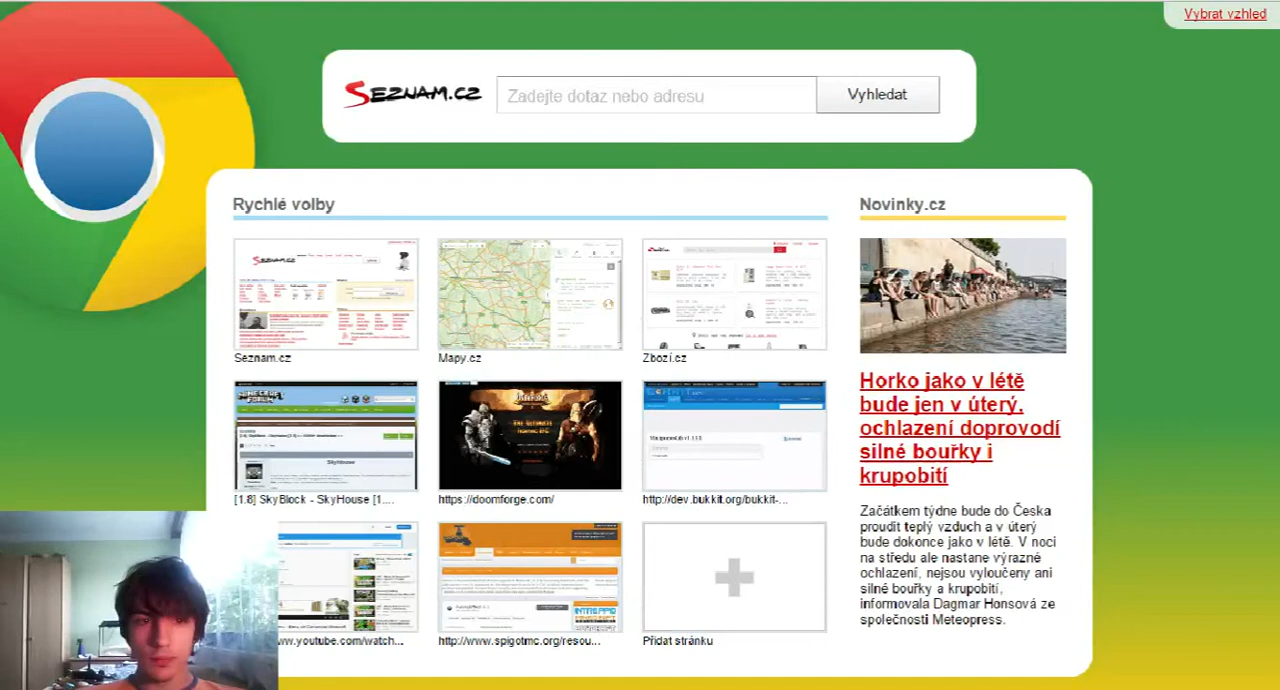 Vybrat vzhled
SEZNAM.CZ
Zadejte dotaz nebo adresu
Vyhledat
Rychlé volby
Seznam.cz
Mapy.cz
Zbozí.cz
[1.8] SkyBlock - SkyHouse [1....
https://doomforge.com/
http://dev.bukkit.org/bukkit-...
ww.youtube.com/watch...
http://www.spigotmc.org/resou...
Přidat stránku
Novinky.cz
Horko jako v létě
bude jen v úterý,
ochlazení doprovodí
silné bouřky i
krupobití
Začátkem týdne bude do Česka
proudit teplý vzduch a v úterý
bude dokonce jako v létě. V noci
na středu ale nastane výrazné
ochlazení, nejsou vyloučeny ani
silné bouřky a krupobití,
informovala Dagmar Honsová ze
společnosti Meteopress.